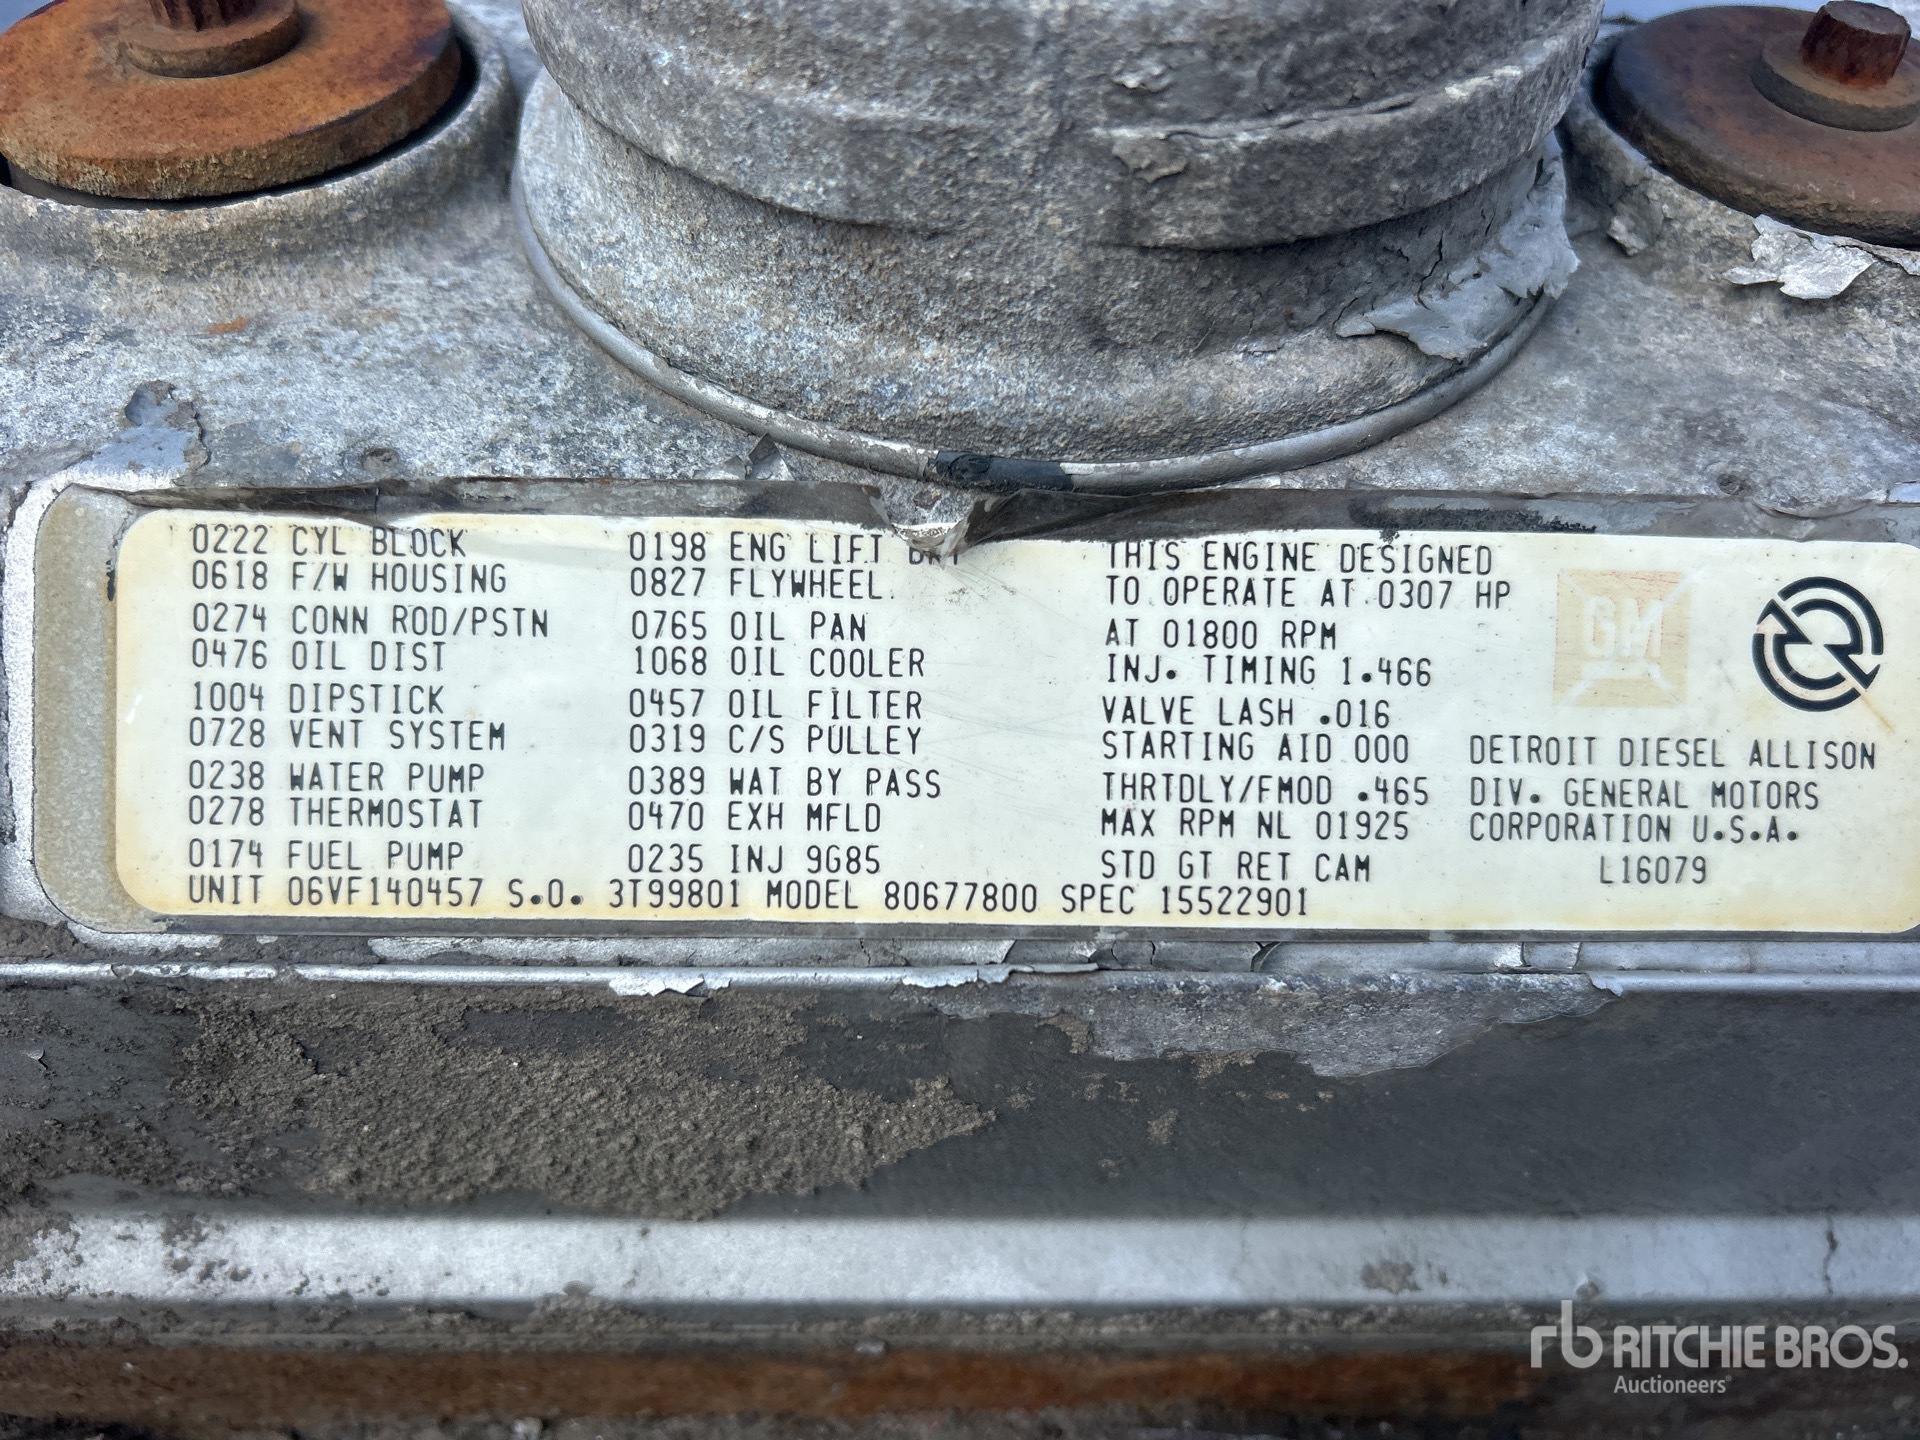 0222 CYL BLOCK
0618 F/W HOUSING
0274 CONN ROD/PSTN
0476 OIL DIST
1004 DIPSTICK
0728 VENT SYSTEM
0238 WATER PUMP
0278 THERMOSTAT
0174 FUEL PUMP
0198 ENG LIFT
0827 FLYWHEEL
0765 OIL PAN
1068 OIL COOLER
0457 OIL FILTER
0319 C/S PULLEY
0389 WAT BY PASS
0470 EXH MFLD
0235 INJ 9G85
THIS ENGINE DESIGNED
TO OPERATE AT 0307 HP
AT 01800 RPM
INJ. TIMING 1.466
VALVE LASH .016
STARTING AID 000
THRTDLY/FMOD .465
MAX RPM NL 01925
STD GT RET CAM
GM
DETROIT DIESEL ALLISON
DIV. GENERAL MOTORS
CORPORATION U.S.A.
L16079
UNIT 06VF140457 S.O. 3T99801 MODEL 80677800 SPEC 15522901
rb RITCHIE BROS.
Auctioneers